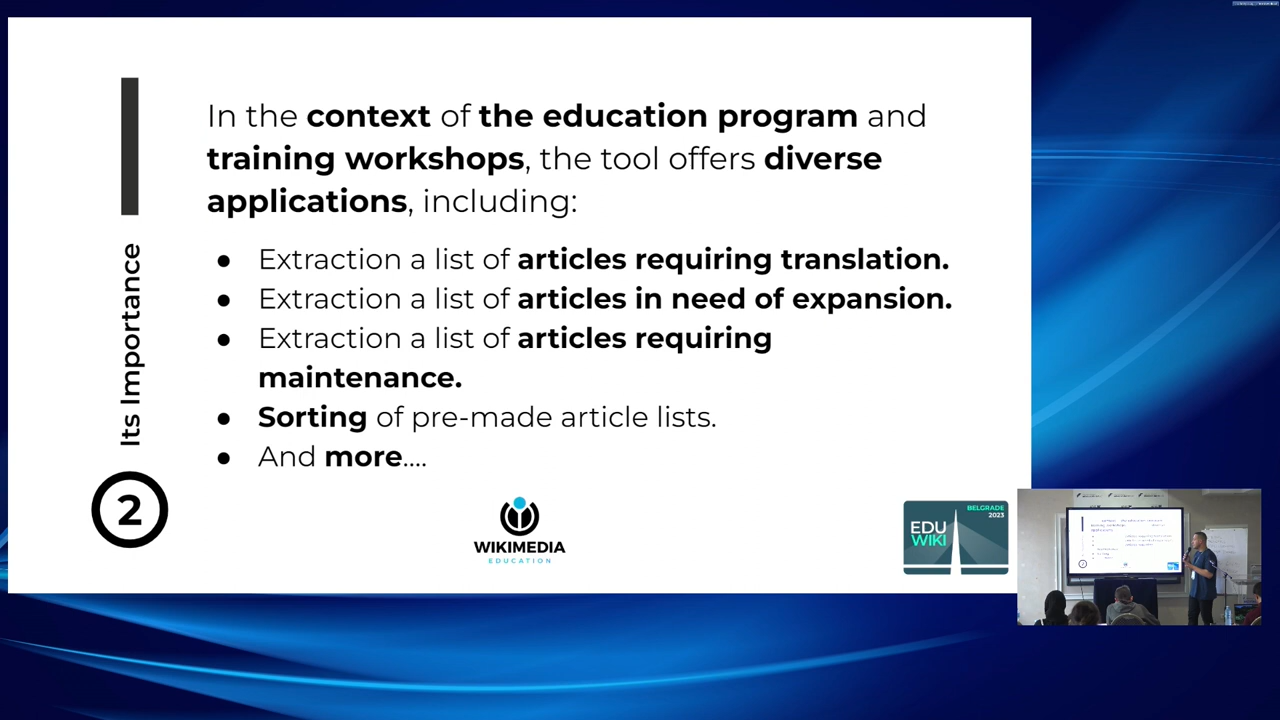 In the context of the education program and
training workshops, the tool offers diverse
applications, including:
● Extraction a list of articles requiring translation.
● Extraction a list of articles in need of expansion.
● Extraction a list of articles requiring
maintenance.
● Sorting of pre-made article lists.
● And more....
Its Importance
2
WIKIMEDIA
EDUCATION
BELGRADE
2023
EDU
WIKI